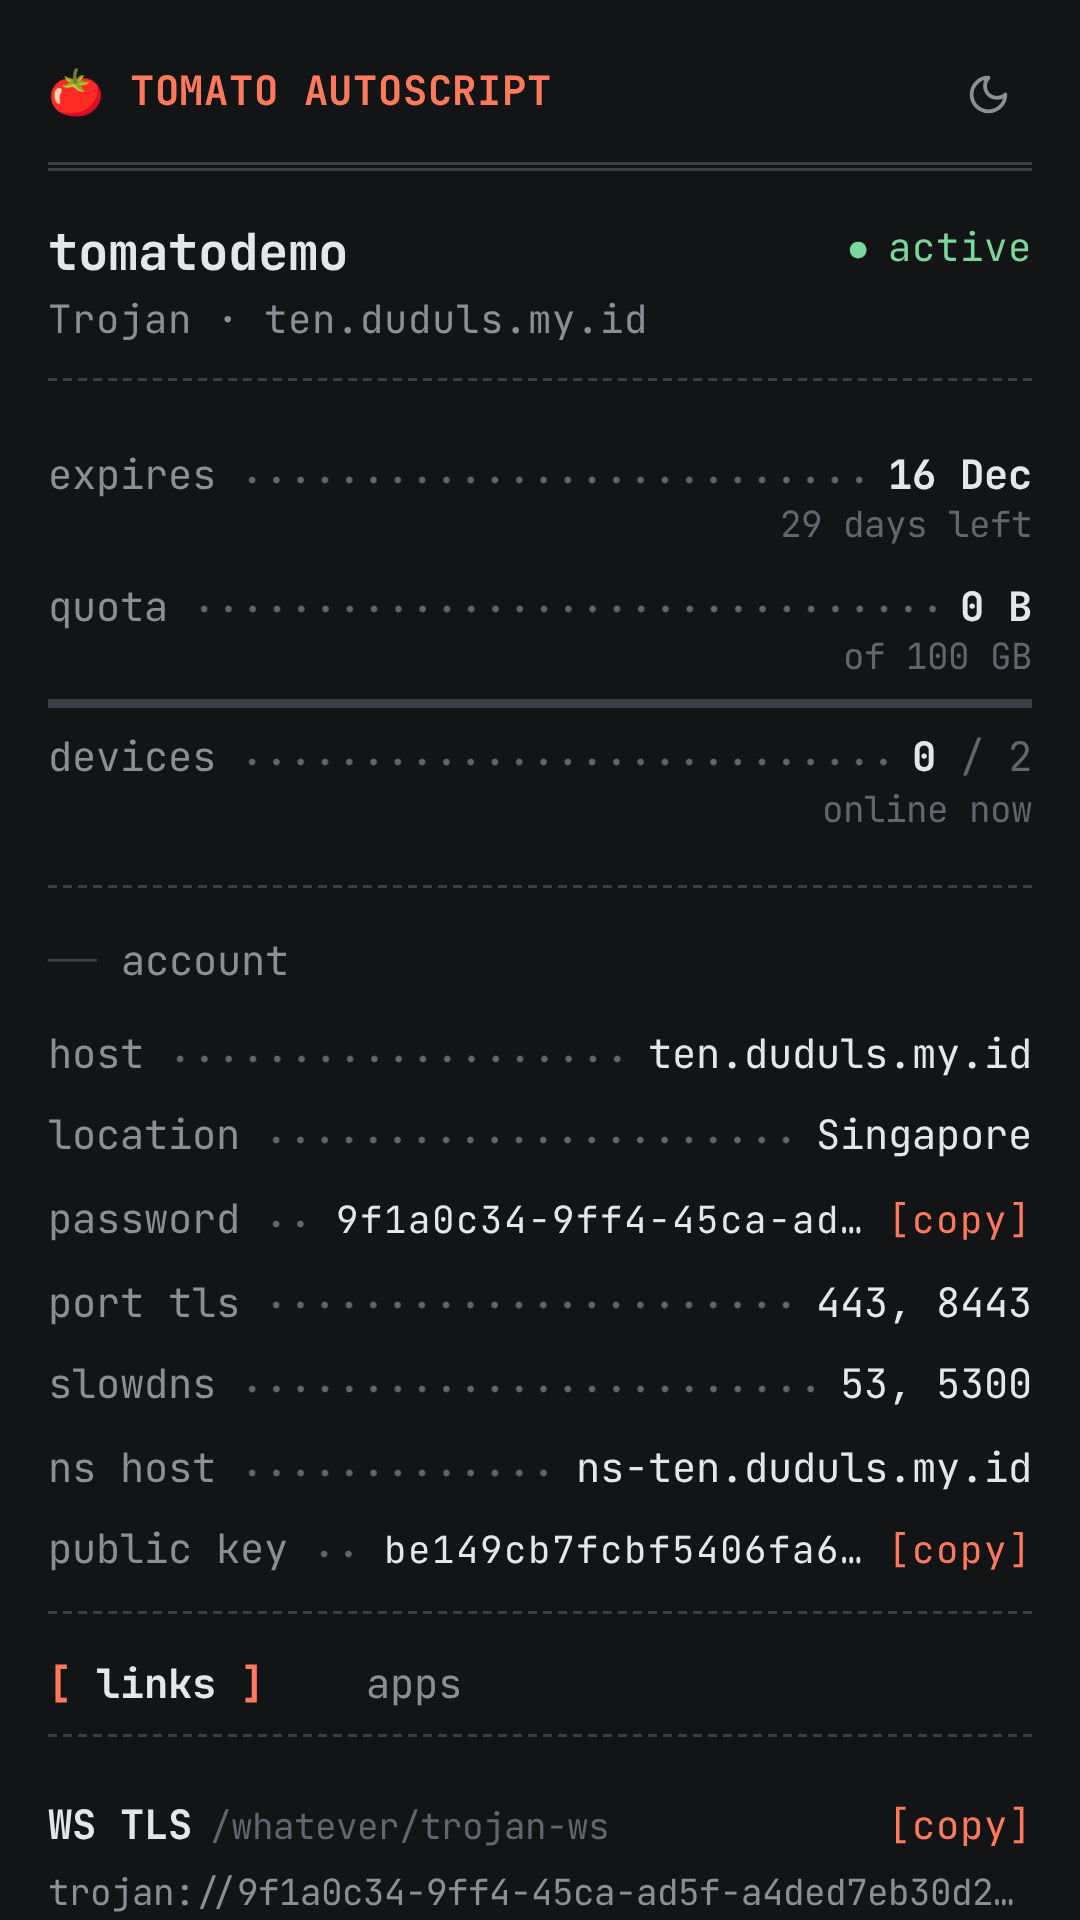 TOMATO AUTOSCRIPT
tomatodemo ● active
Trojan · ten.duduls.my.id
expires 16 Dec
29 days left
quota 0 B
of 100 GB
devices 0 / 2
online now
account
host ten.duduls.my.id
location Singapore
password 9f1a0c34-9ff4-45ca-ad… [copy]
port tls 443, 8443
slowdns 53, 5300
ns host ns-ten.duduls.my.id
public key be149cb7fcbf5406fa6… [copy]
[ links ] apps
WS TLS /whatever/trojan-ws [copy]
trojan://9f1a0c34-9ff4-45ca-ad5f-a4ded7eb30d2…